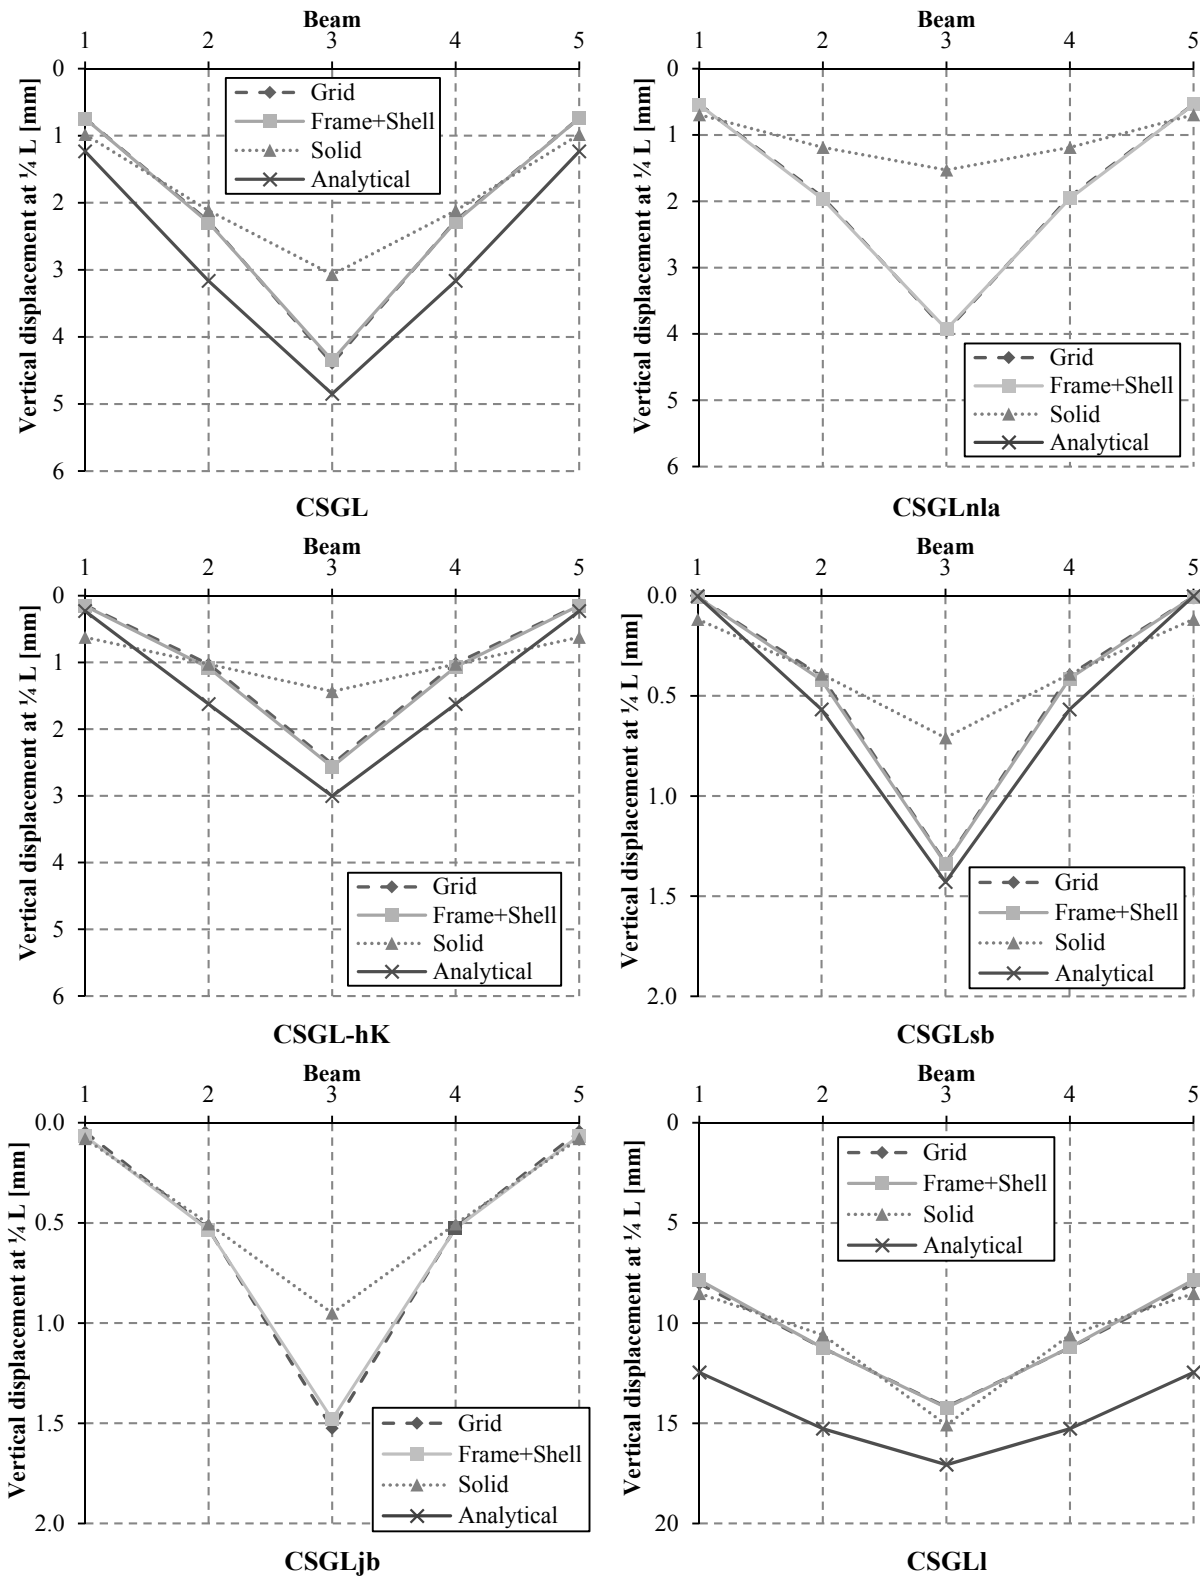 Beam
1 2 3 4 5
Vertical displacement at ¼ L [mm]
0
1
2
3
4
5
6
Grid
Frame+Shell
Solid
Analytical
CSGL
Beam
1 2 3 4 5
Vertical displacement at ¼ L [mm]
0
1
2
3
4
5
6
Grid
Frame+Shell
Solid
Analytical
CSGLnla
Beam
1 2 3 4 5
Vertical displacement at ¼ L [mm]
0
1
2
3
4
5
6
Grid
Frame+Shell
Solid
Analytical
CSGL-hK
Beam
1 2 3 4 5
Vertical displacement at ¼ L [mm]
0.0
0.5
1.0
1.5
2.0
Grid
Frame+Shell
Solid
Analytical
CSGLsb
Beam
1 2 3 4 5
Vertical displacement at ¼ L [mm]
0.0
0.5
1.0
1.5
2.0
Grid
Frame+Shell
Solid
Analytical
CSGLjb
Beam
1 2 3 4 5
Vertical displacement at ¼ L [mm]
0
5
10
15
20
Grid
Frame+Shell
Solid
Analytical
CSGLl